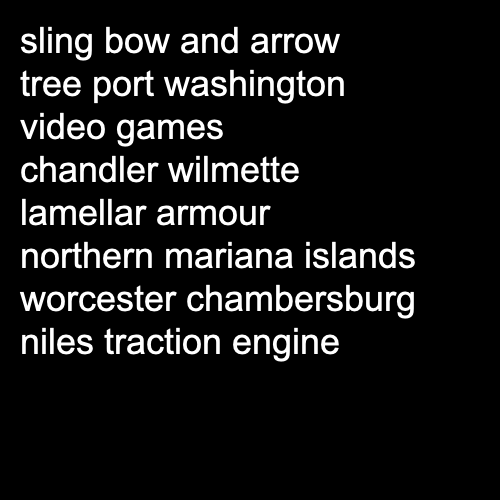 sling bow and arrow
tree port washington
video games
chandler wilmette
lamellar armour
northern mariana islands
worcester chambersburg
niles traction engine